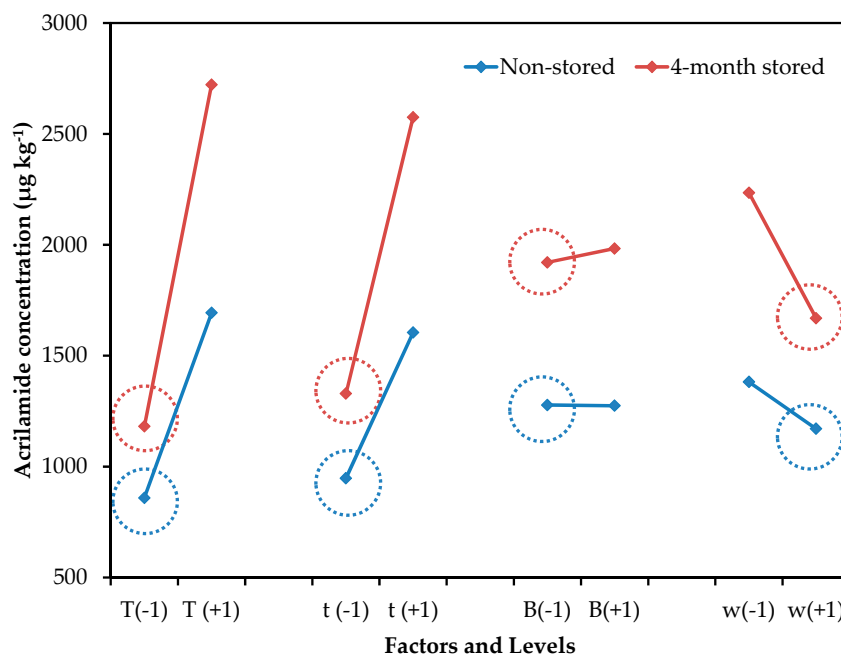 3000
Non-stored 4-month stored
2500
2000
1500
1000
500
Acrilamide concentration (µg kg⁻¹)
T(-1) T (+1) t (-1) t (+1) B(-1) B(+1) w(-1) w(+1)
Factors and Levels